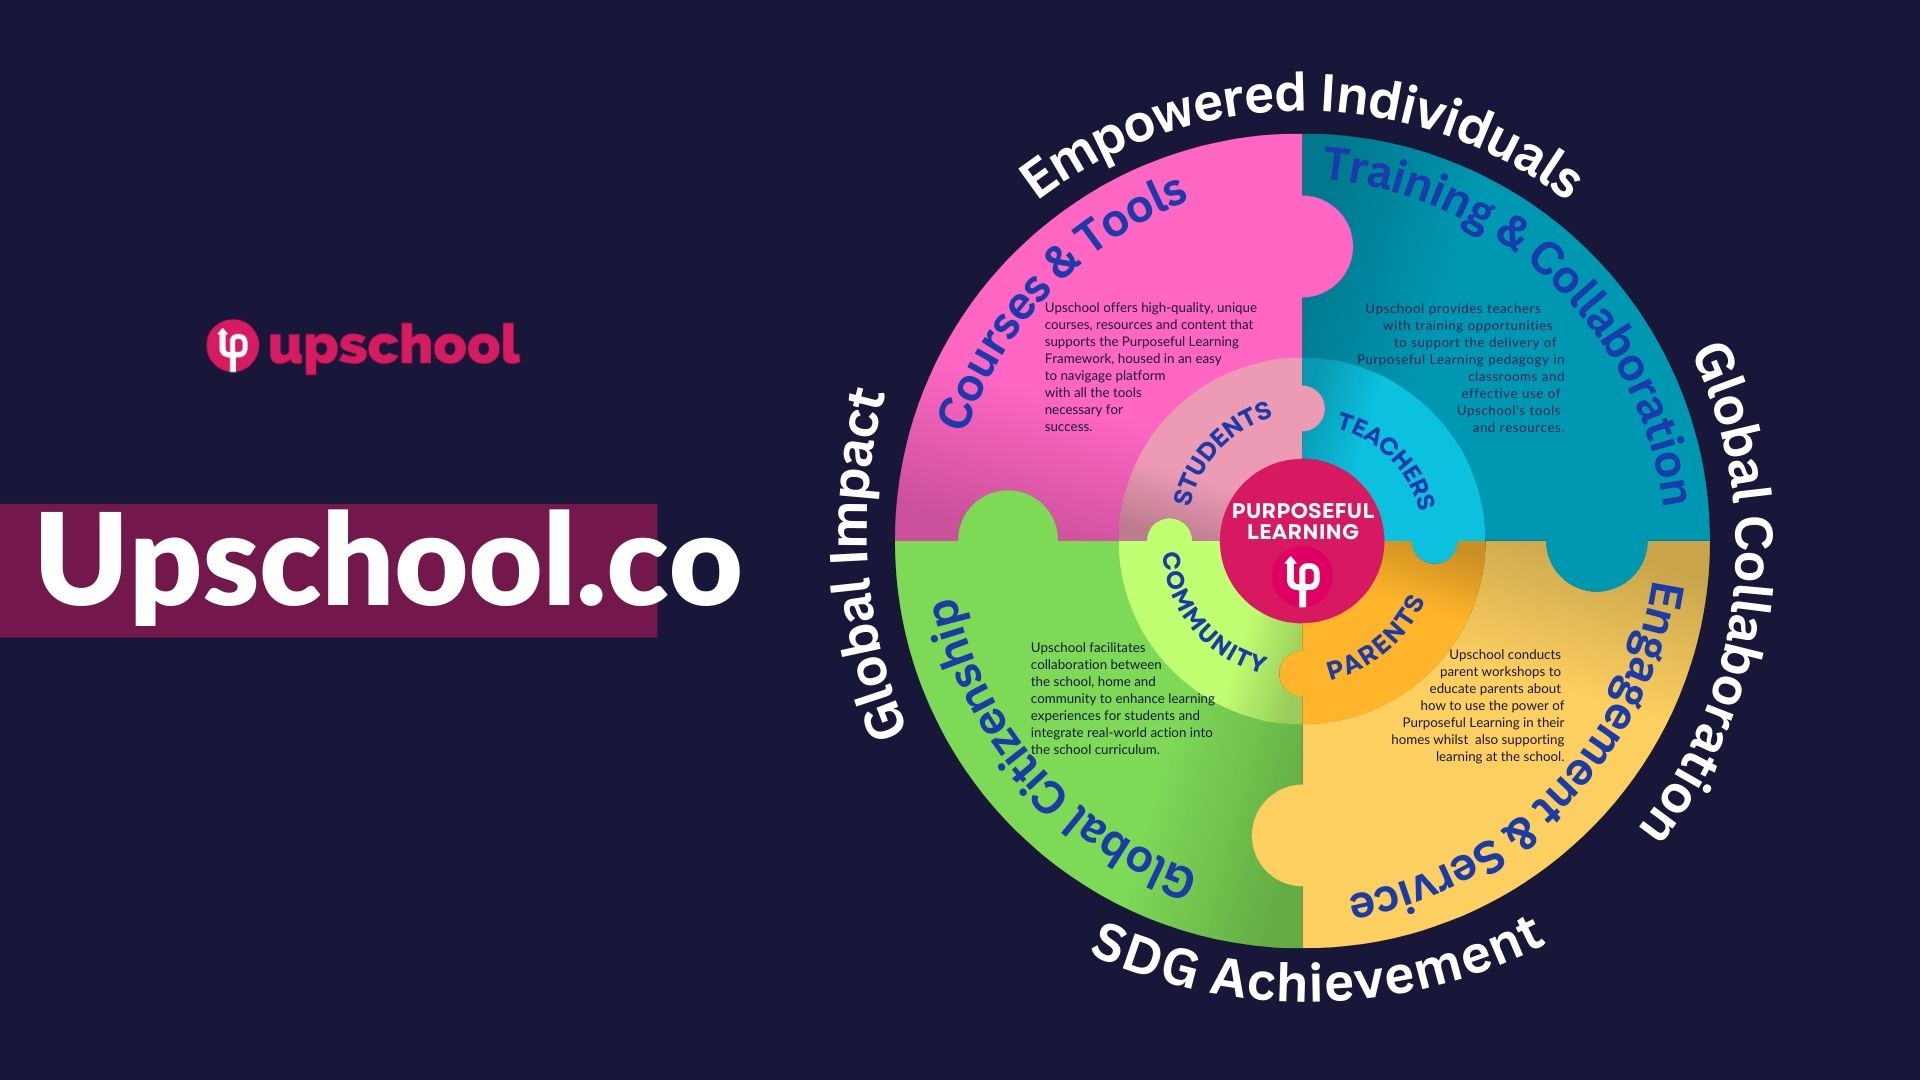 upschool
Upschool.co
Empowered Individuals
Global Collaboration
SDG Achievement
Global Impact
Courses & Tools
Upschool offers high-quality, unique
courses, resources and content that
supports the Purposeful Learning
Framework, housed in an easy
to navigage platform
with all the tools
necessary for
success.
STUDENTS
Training & Collaboration
Upschool provides teachers
with training opportunities
to support the delivery of
Purposeful Learning pedagogy in
classrooms and
effective use of
Upschool's tools
and resources.
TEACHERS
PURPOSEFUL
LEARNING
Global Citizenship
Upschool facilitates
collaboration between
the school, home and
community to enhance learning
experiences for students and
integrate real-world action into
the school curriculum.
COMMUNITY
Engagement & Service
Upschool conducts
parent workshops to
educate parents about
how to use the power of
Purposeful Learning in their
homes whilst also supporting
learning at the school.
PARENTS